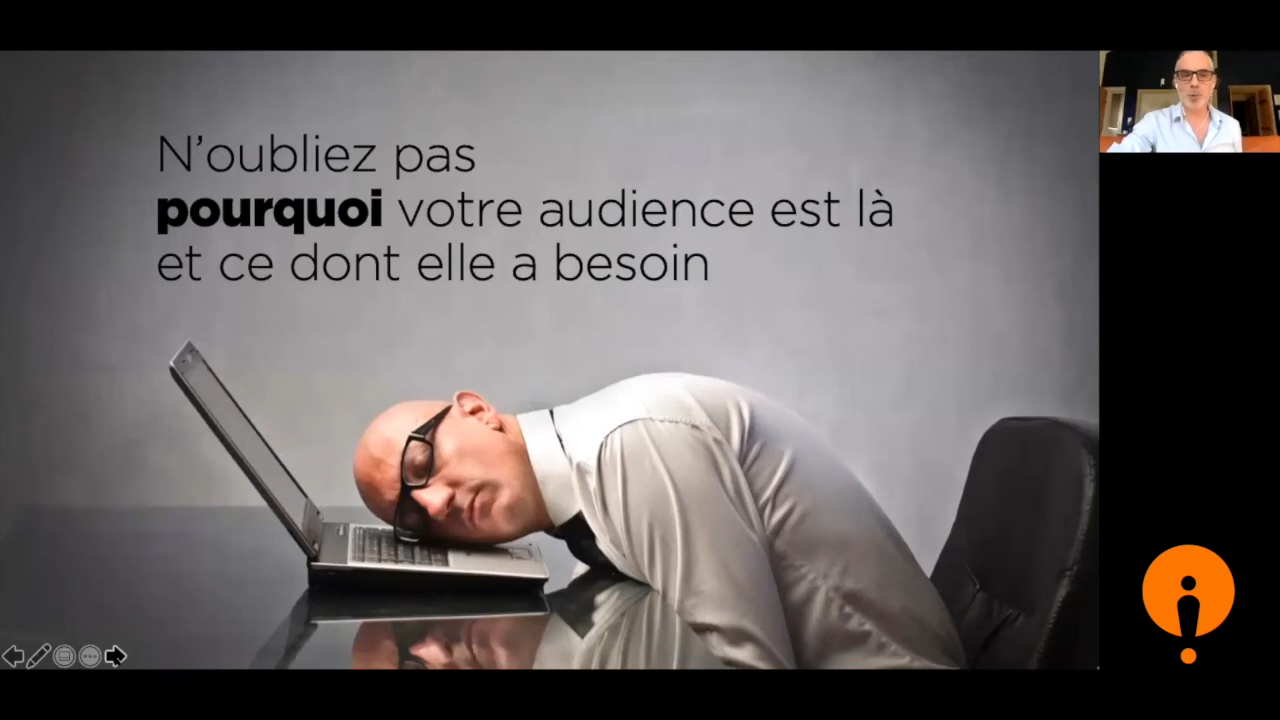 N'oubliez pas
pourquoi votre audience est là
et ce dont elle a besoin